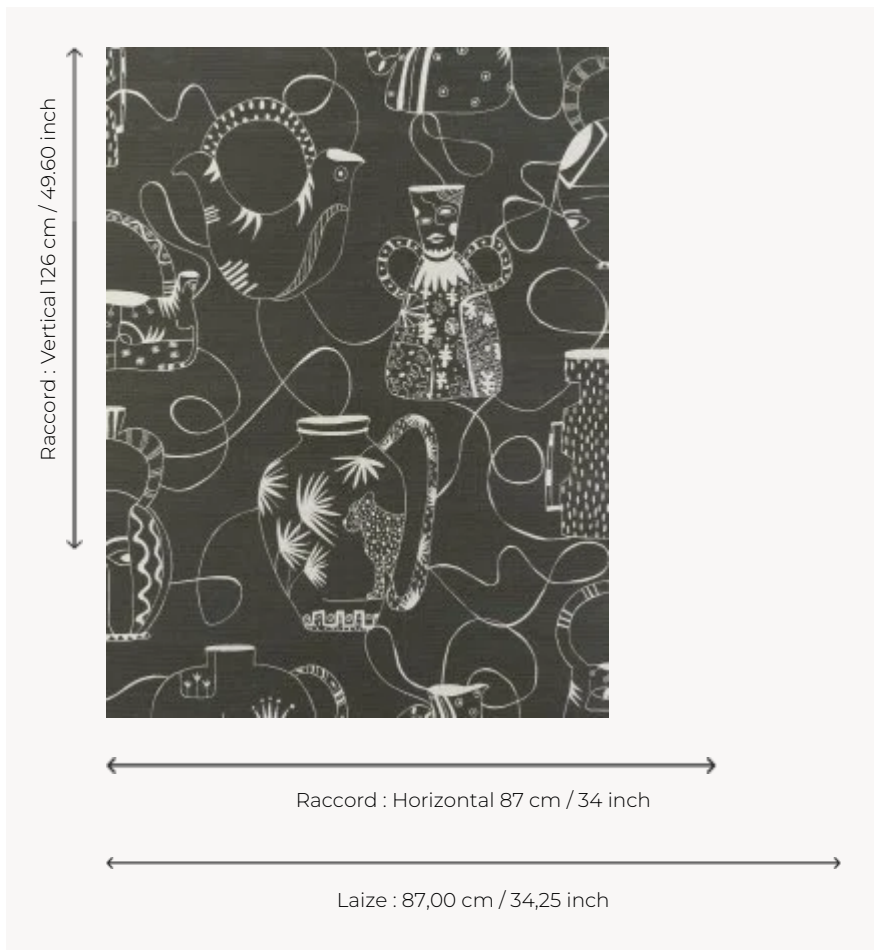 Raccord : Vertical 126 cm / 49.60 inch
Raccord : Horizontal 87 cm / 34 inch
Laize : 87,00 cm / 34,25 inch